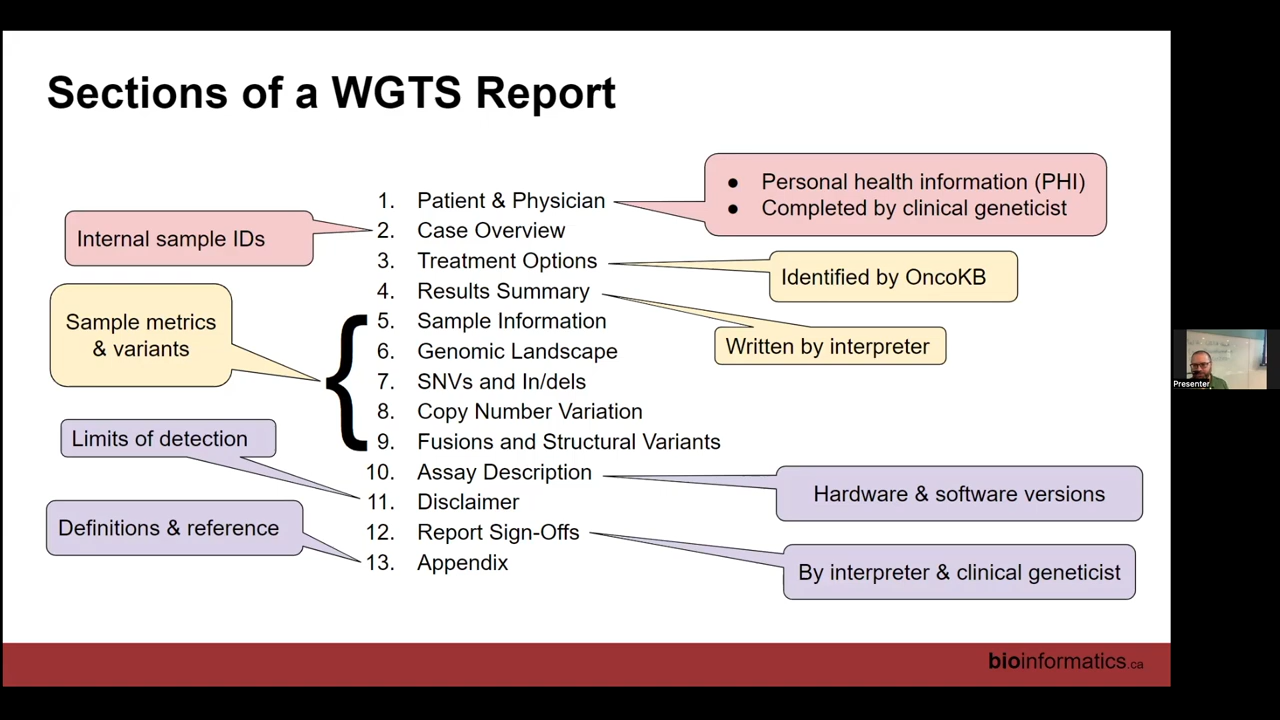 Sections of a WGTS Report
1. Patient & Physician
2. Case Overview
3. Treatment Options
4. Results Summary
5. Sample Information
6. Genomic Landscape
7. SNVs and In/dels
8. Copy Number Variation
9. Fusions and Structural Variants
10. Assay Description
11. Disclaimer
12. Report Sign-Offs
13. Appendix
● Personal health information (PHI)
● Completed by clinical geneticist
Internal sample IDs
Identified by OncoKB
Written by interpreter
Sample metrics
& variants
Limits of detection
Definitions & reference
Hardware & software versions
By interpreter & clinical geneticist
bioinformatics.ca
Presenter